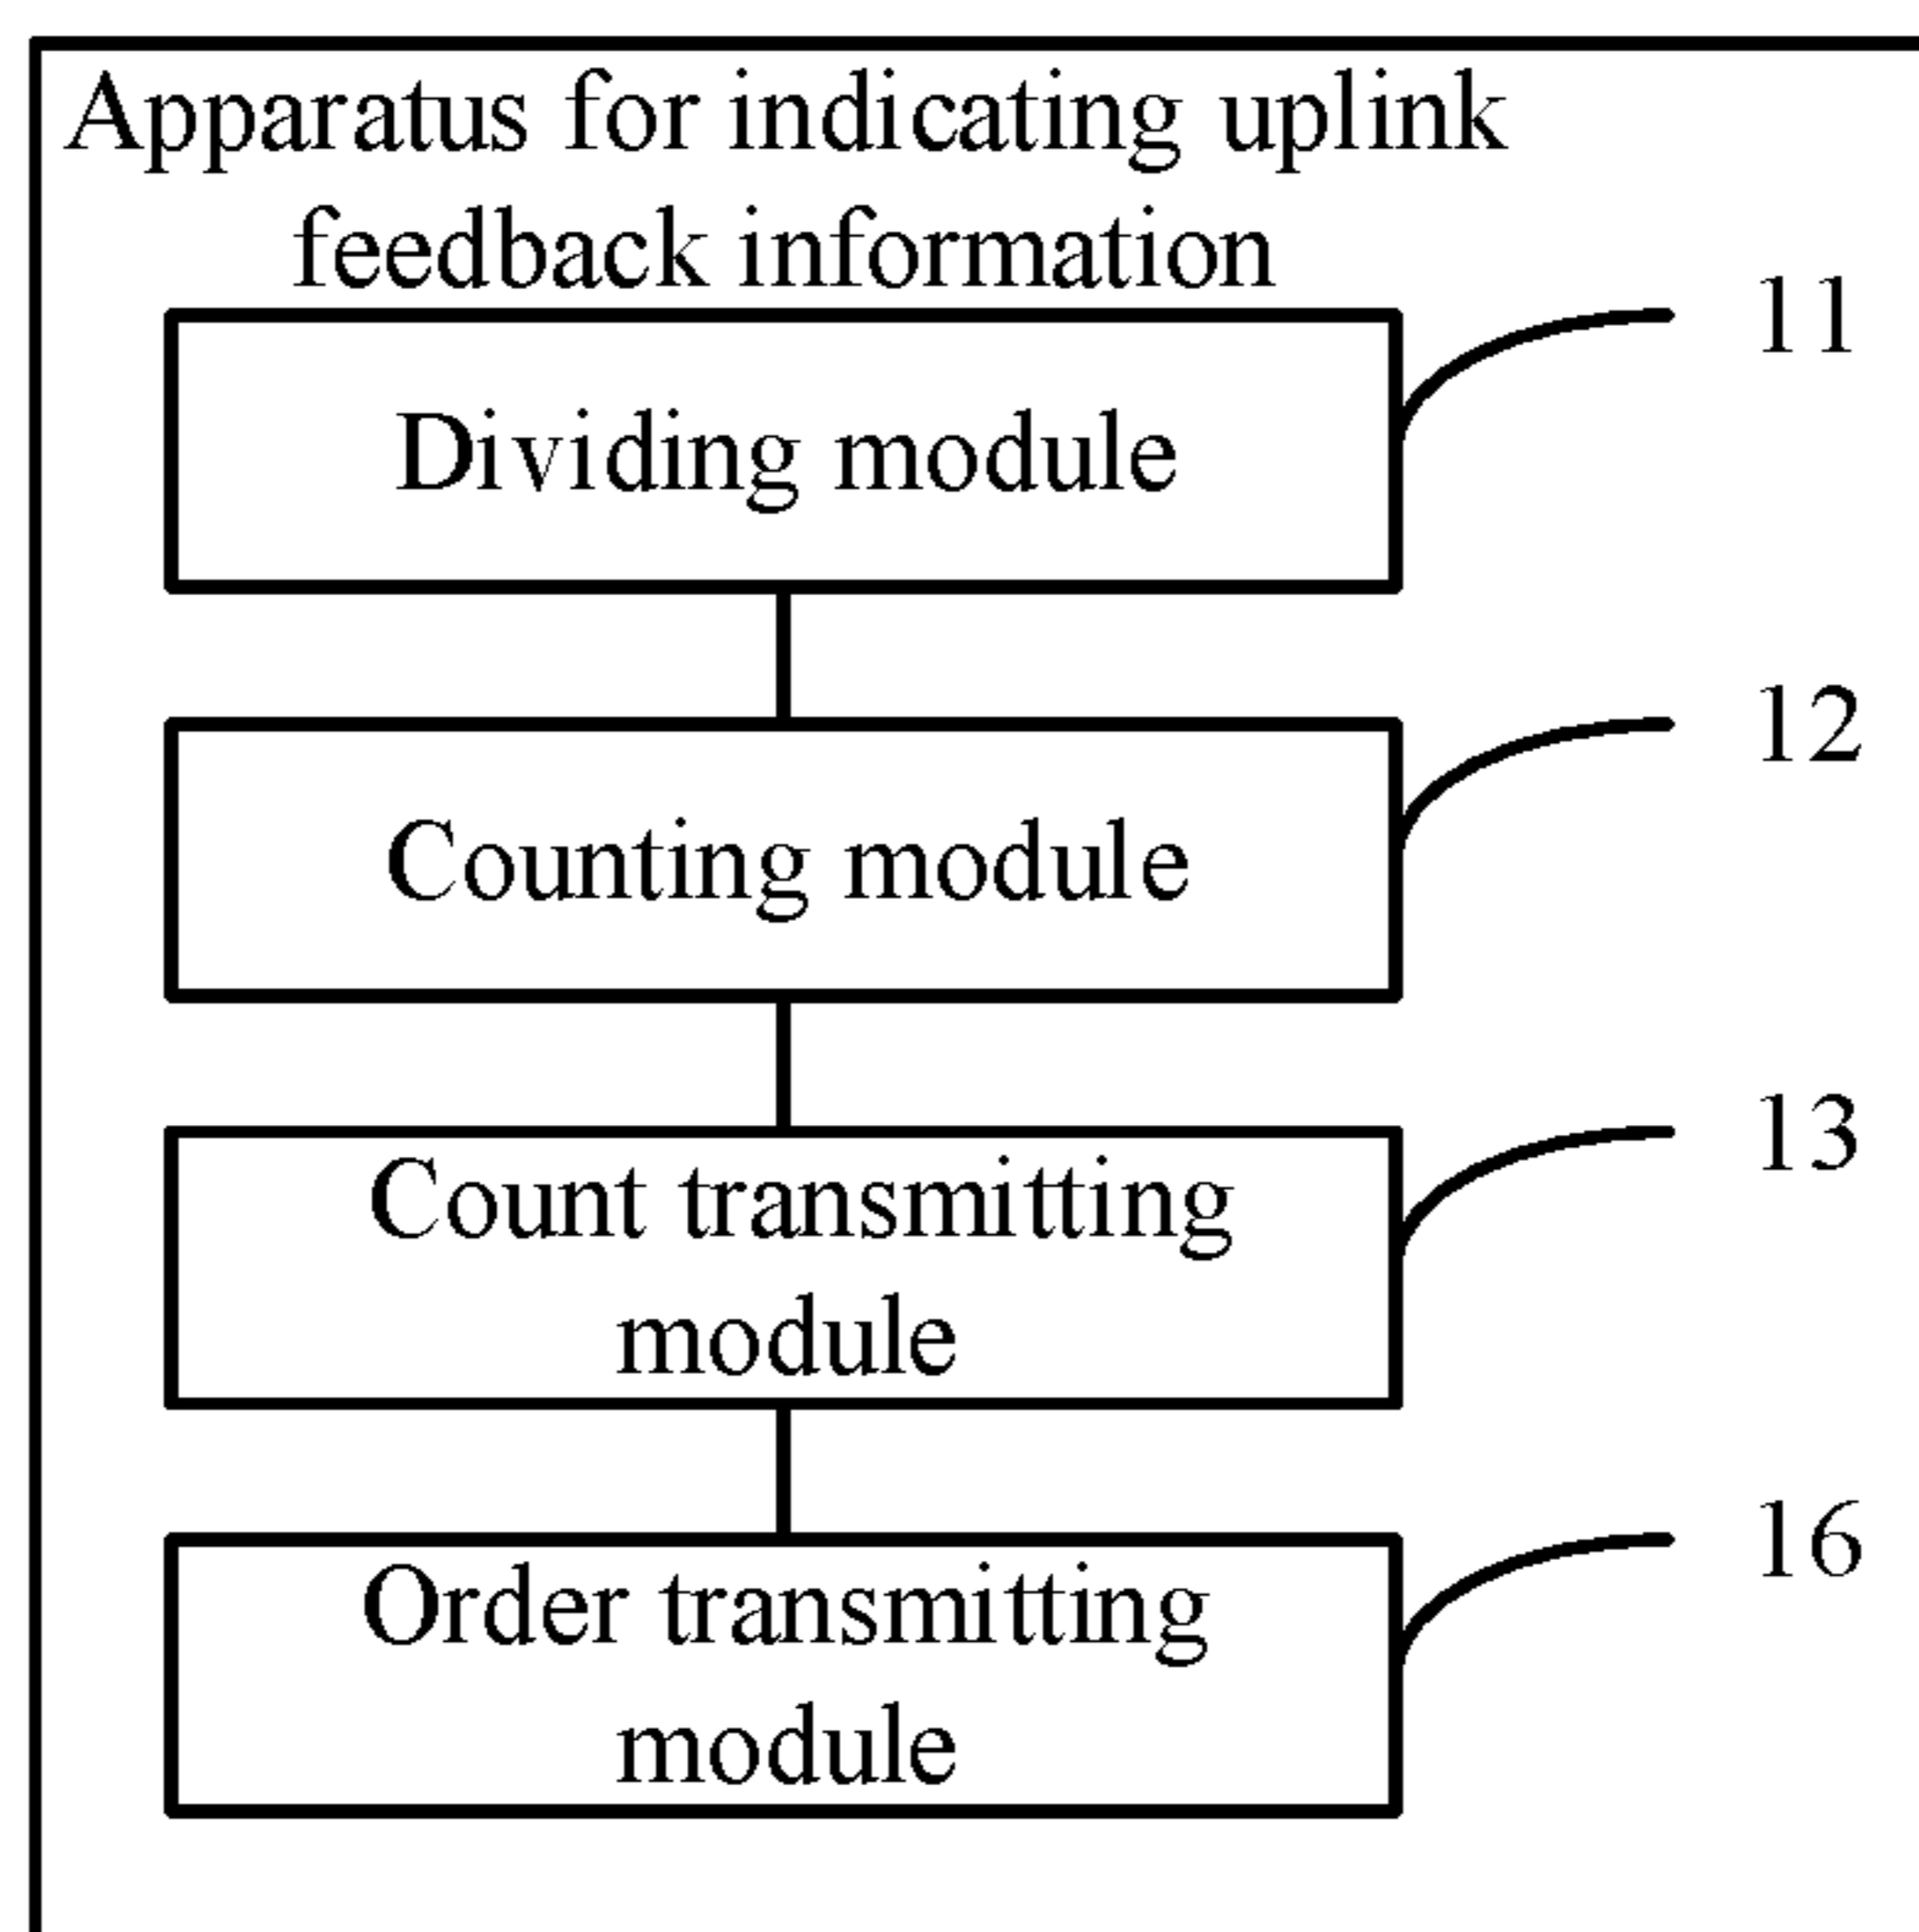 Apparatus for indicating uplink
feedback information
11
Dividing module
12
Counting module
13
Count transmitting
module
16
Order transmitting
module